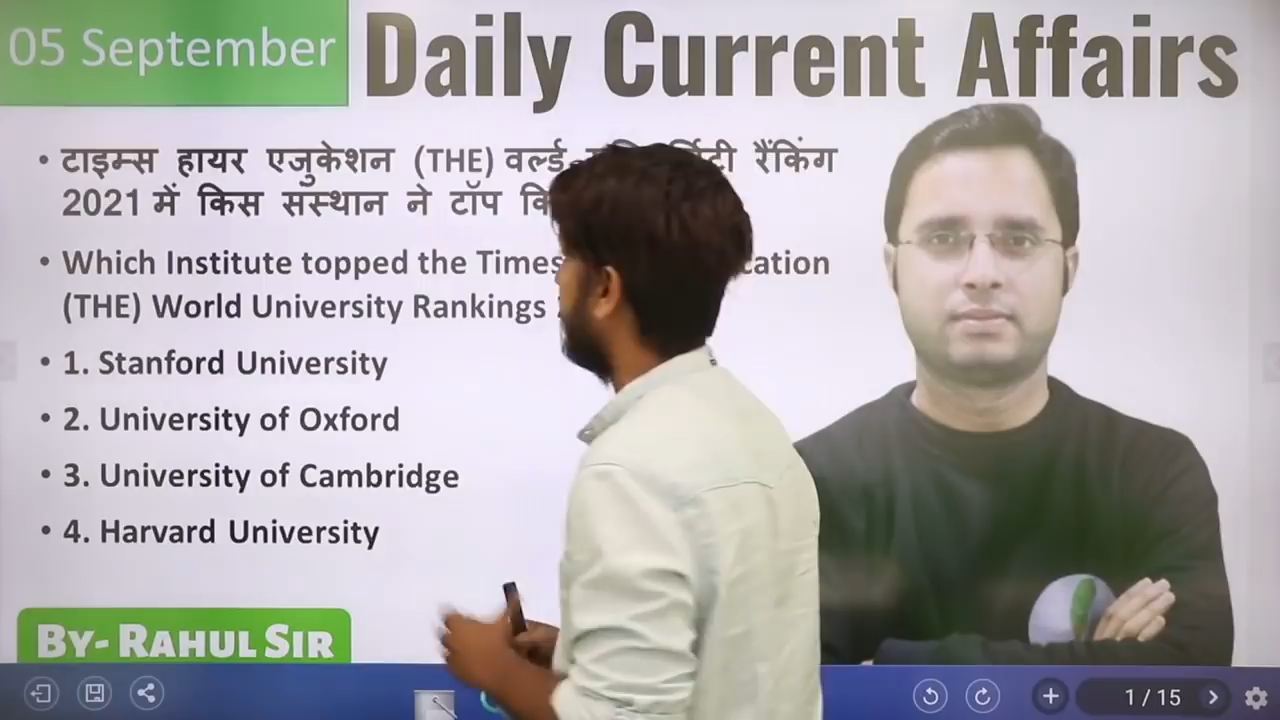 05 September
Daily Current Affairs
• टाइम्स हायर एजुकेशन (THE) वर्ल्ड रैंकिंग
2021 में किस संस्थान ने टॉप
• Which Institute topped the Times
(THE) World University Rankings
• 1. Stanford University
• 2. University of Oxford
• 3. University of Cambridge
• 4. Harvard University
BY- RAHUL SIR
1 / 15